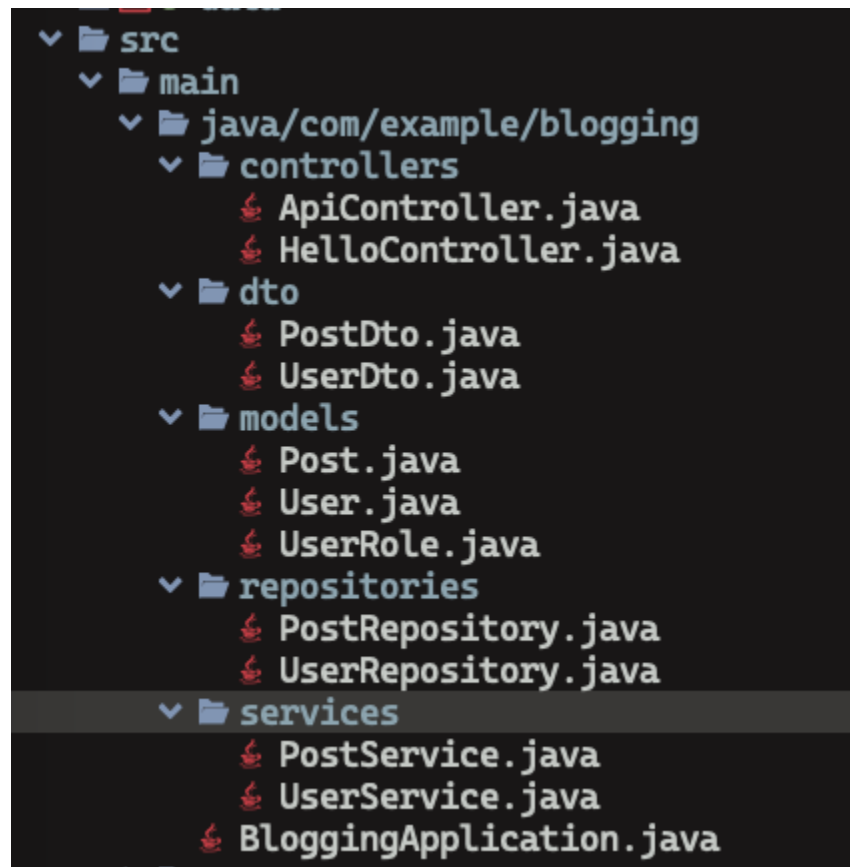 src
main
java/com/example/blogging
controllers
ApiController.java
HelloController.java
dto
PostDto.java
UserDto.java
models
Post.java
User.java
UserRole.java
repositories
PostRepository.java
UserRepository.java
services
PostService.java
UserService.java
BloggingApplication.java